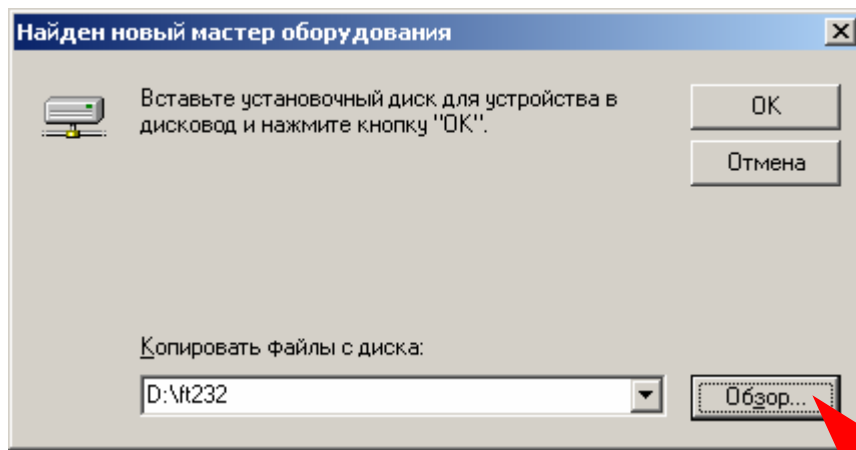 Найден новый мастер оборудования
Вставьте установочный диск для устройства в
дисковод и нажмите кнопку "ОК".
ОК
Отмена
Копировать файлы с диска:
D:\ft232
Обзор...